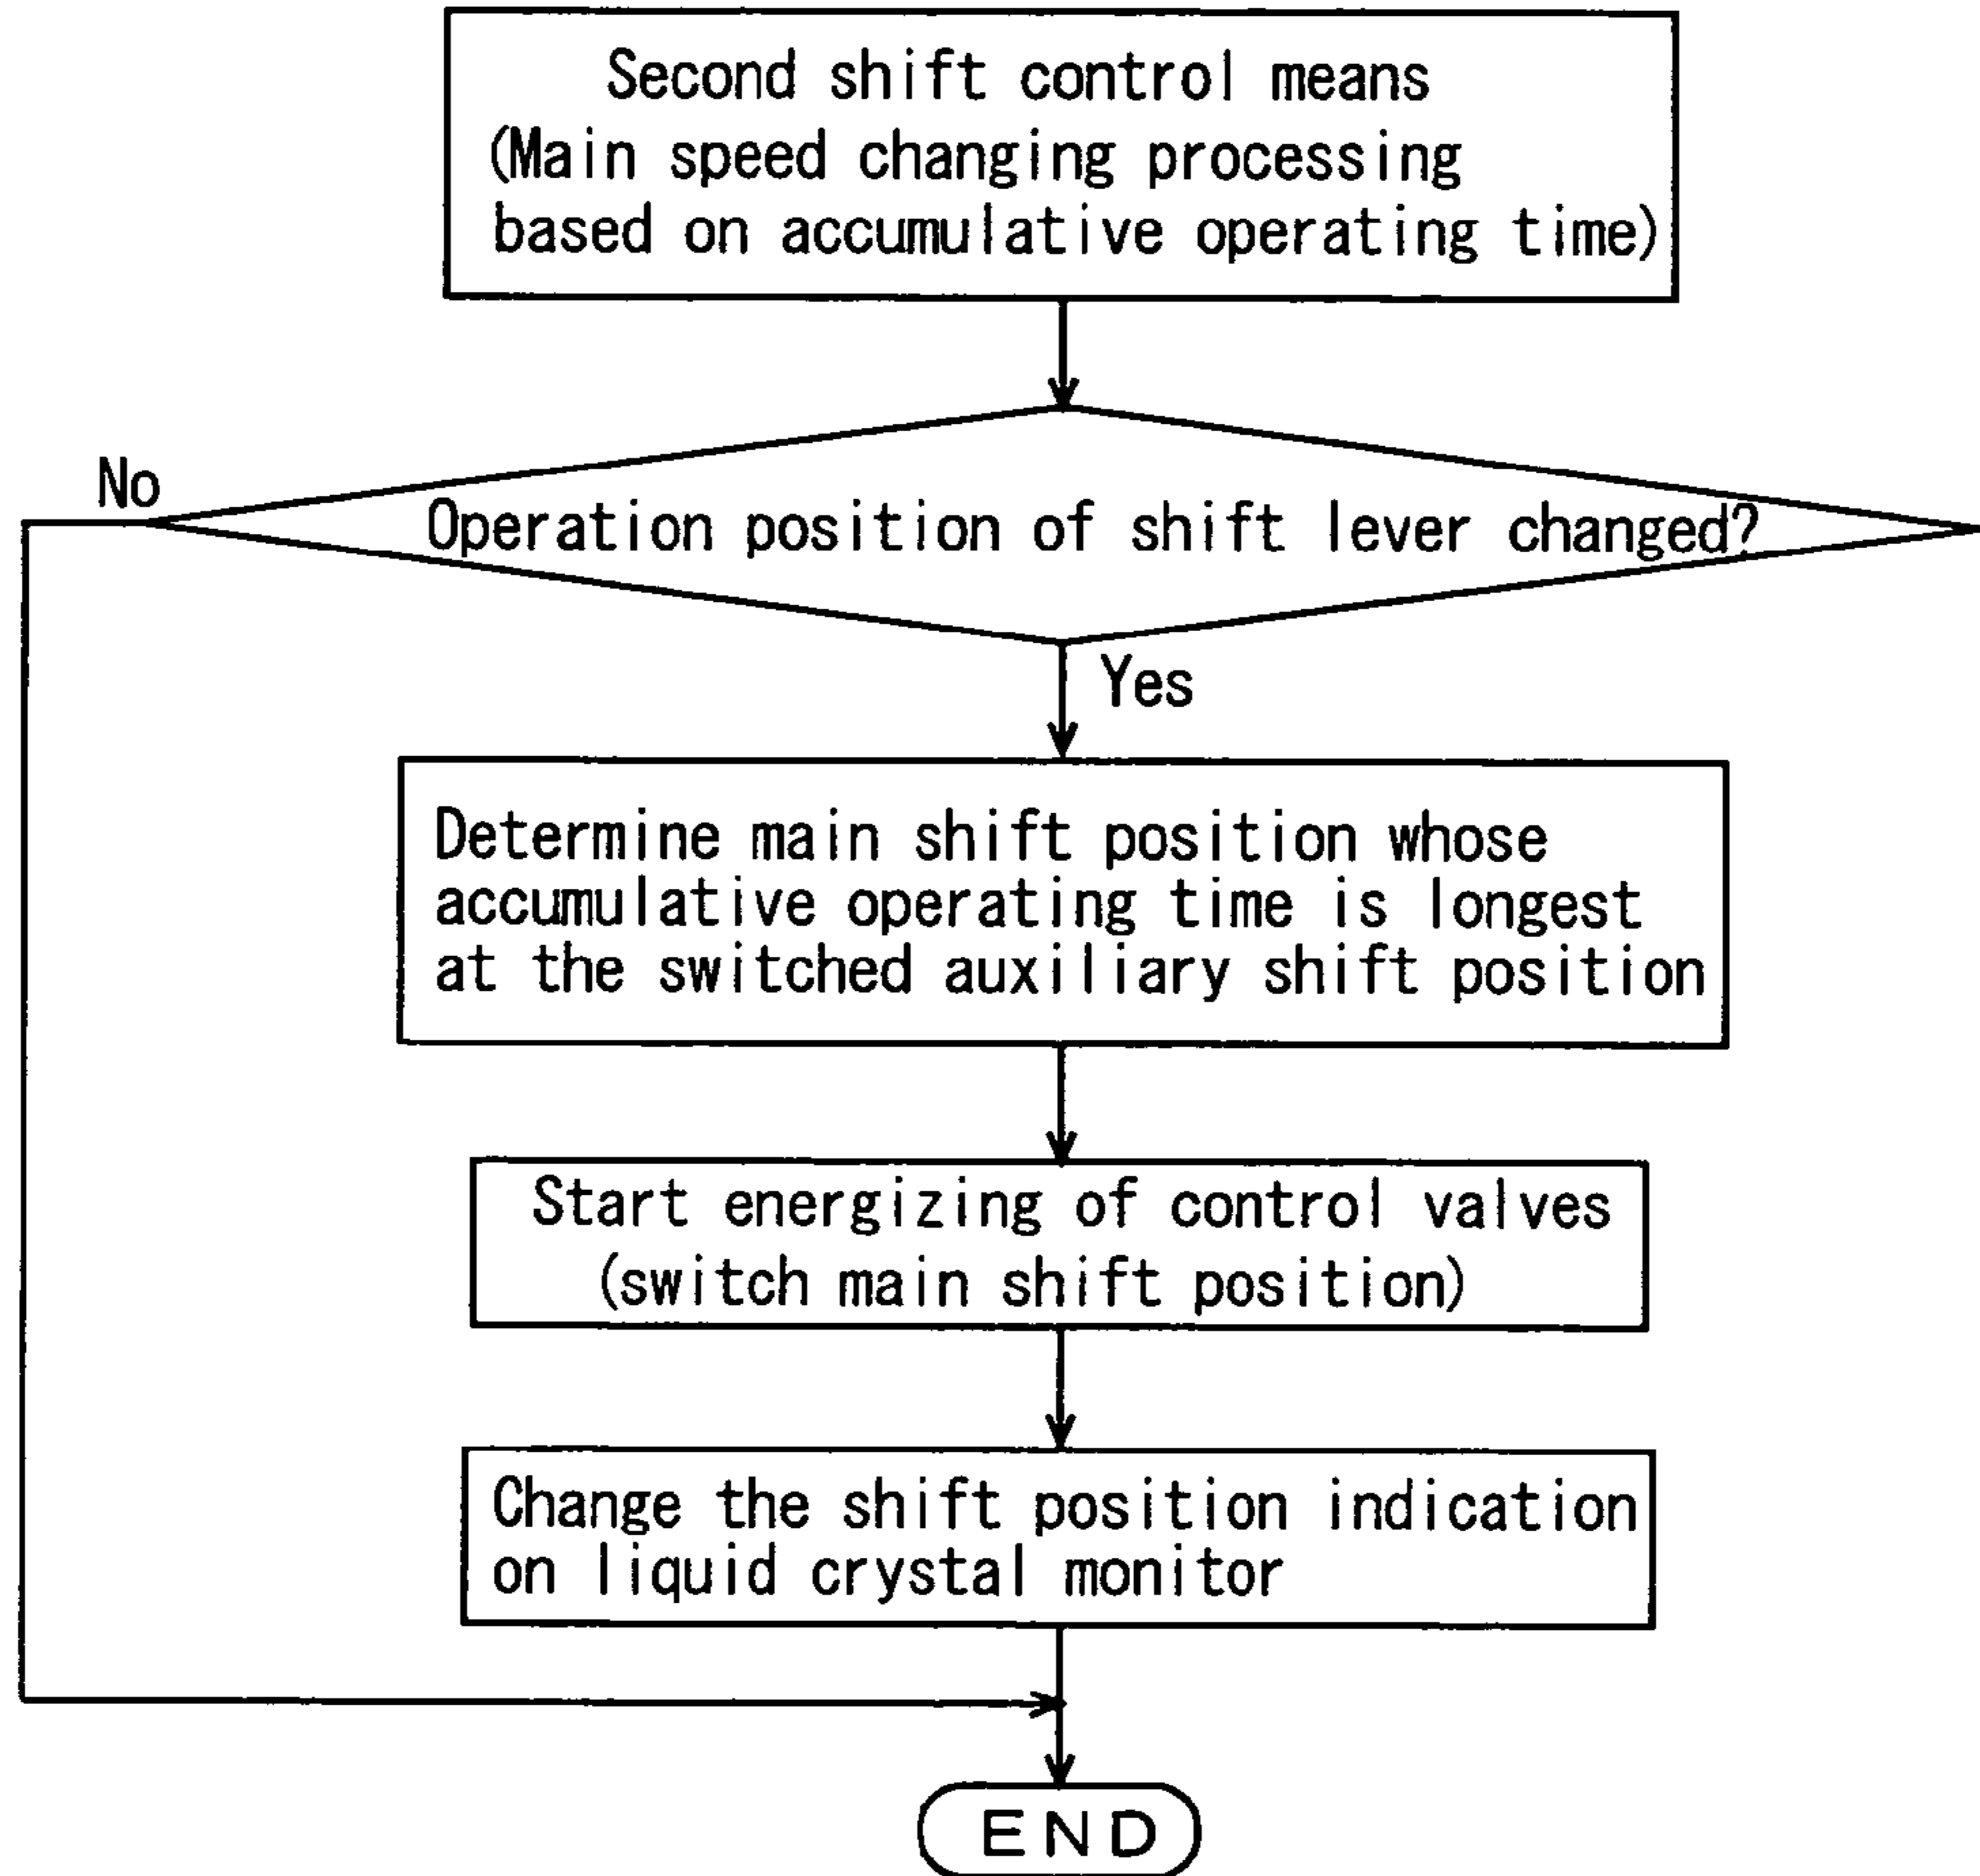 Second shift control means
(Main speed changing processing
based on accumulative operating time)
No
Operation position of shift lever changed?
Yes
Determine main shift position whose
accumulative operating time is longest
at the switched auxiliary shift position
Start energizing of control valves
(switch main shift position)
Change the shift position indication
on liquid crystal monitor
END